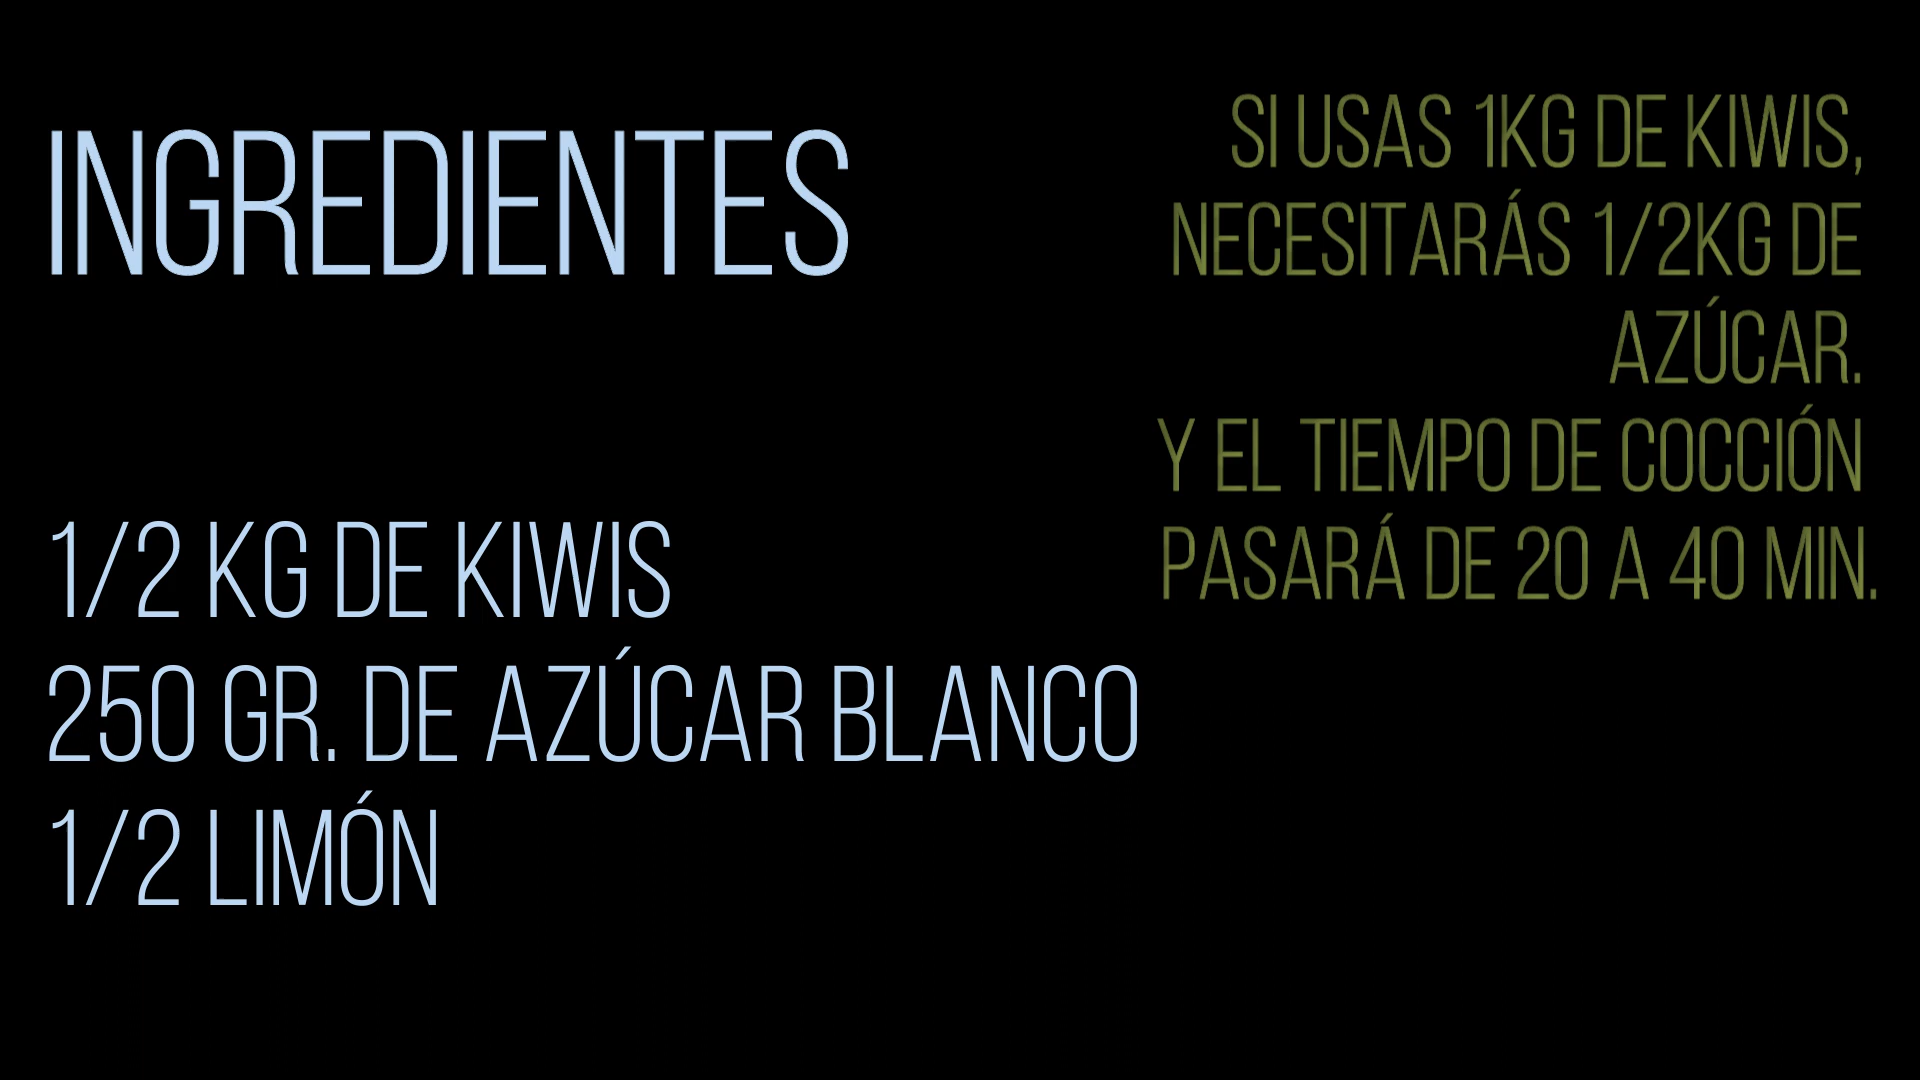 INGREDIENTES
1/2 KG DE KIWIS
250 GR. DE AZÚCAR BLANCO
1/2 LIMÓN
SI USAS 1KG DE KIWIS,
NECESITARÁS 1/2KG DE
AZÚCAR.
Y EL TIEMPO DE COCCIÓN
PASARÁ DE 20 A 40 MIN.